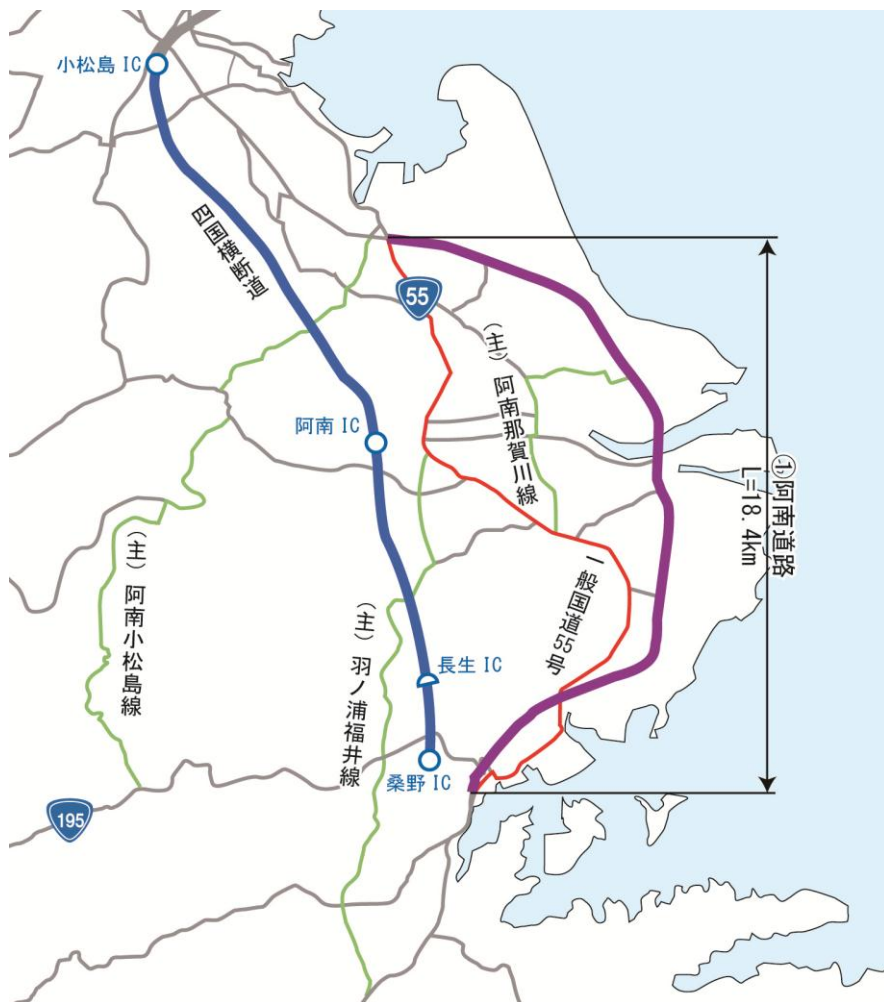 小松島 IC
四国横断道
55
(主) 阿南那賀川線
阿南 IC
①阿南道路
L=18.4km
(主) 阿南小松島線
一般国道55号
(主) 羽ノ浦福井線
長生 IC
桑野 IC
195